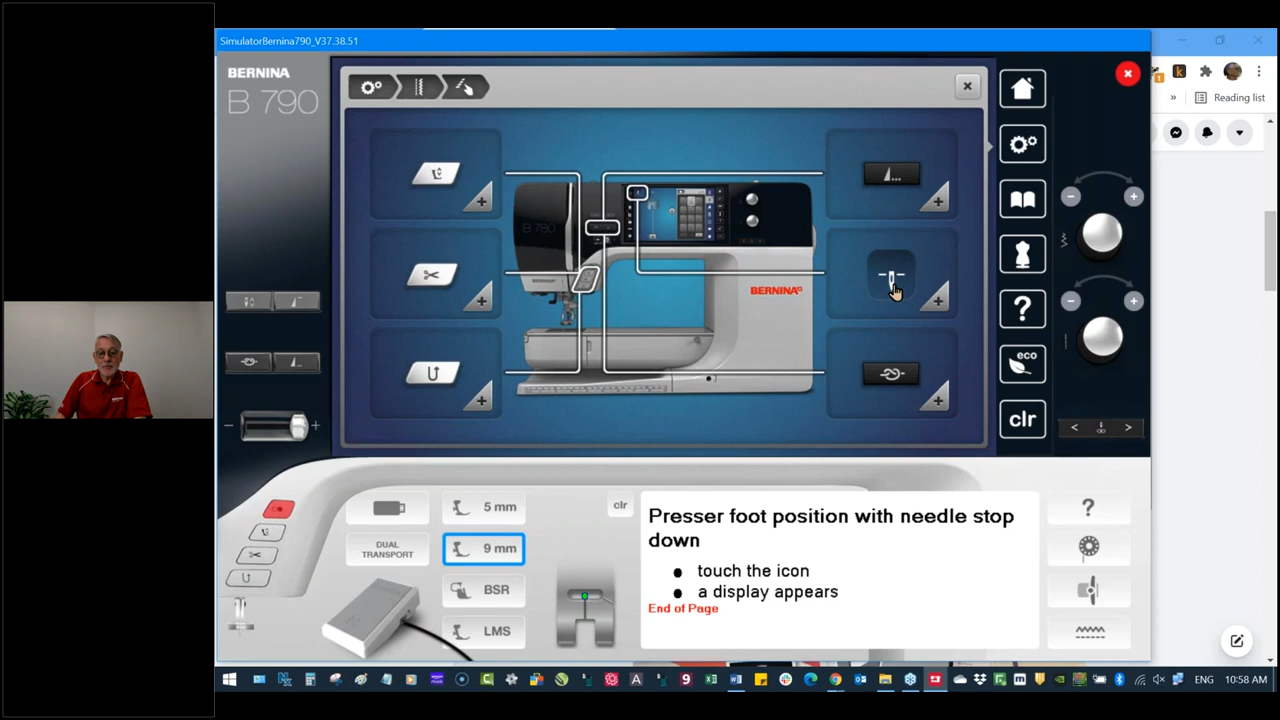 SimulatorBernina790_V37.38.51
Reading list
BERNINA
B 790
B 790
BERNINA
eco
clr
5 mm
clr
DUAL
TRANSPORT
9 mm
BSR
LMS
Presser foot position with needle stop
down
touch the icon
a display appears
End of Page
ENG
10:58 AM